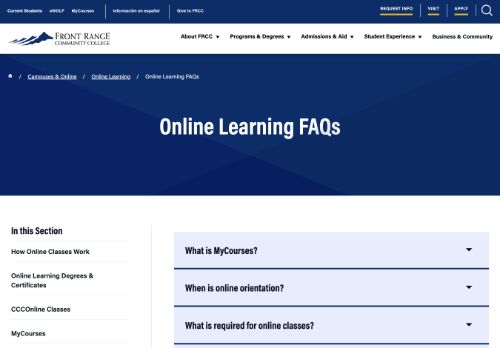 Current Students eWOLF MyCourses Información en español Give to FRCC REQUEST INFO VISIT APPLY
FRONT RANGE
COMMUNITY COLLEGE
About FRCC Programs & Degrees Admissions & Aid Student Experience Business & Community
/ Campuses & Online / Online Learning / Online Learning FAQs
Online Learning FAQs
In this Section
How Online Classes Work
Online Learning Degrees &
Certificates
CCCOnline Classes
MyCourses
What is MyCourses?
When is online orientation?
What is required for online classes?